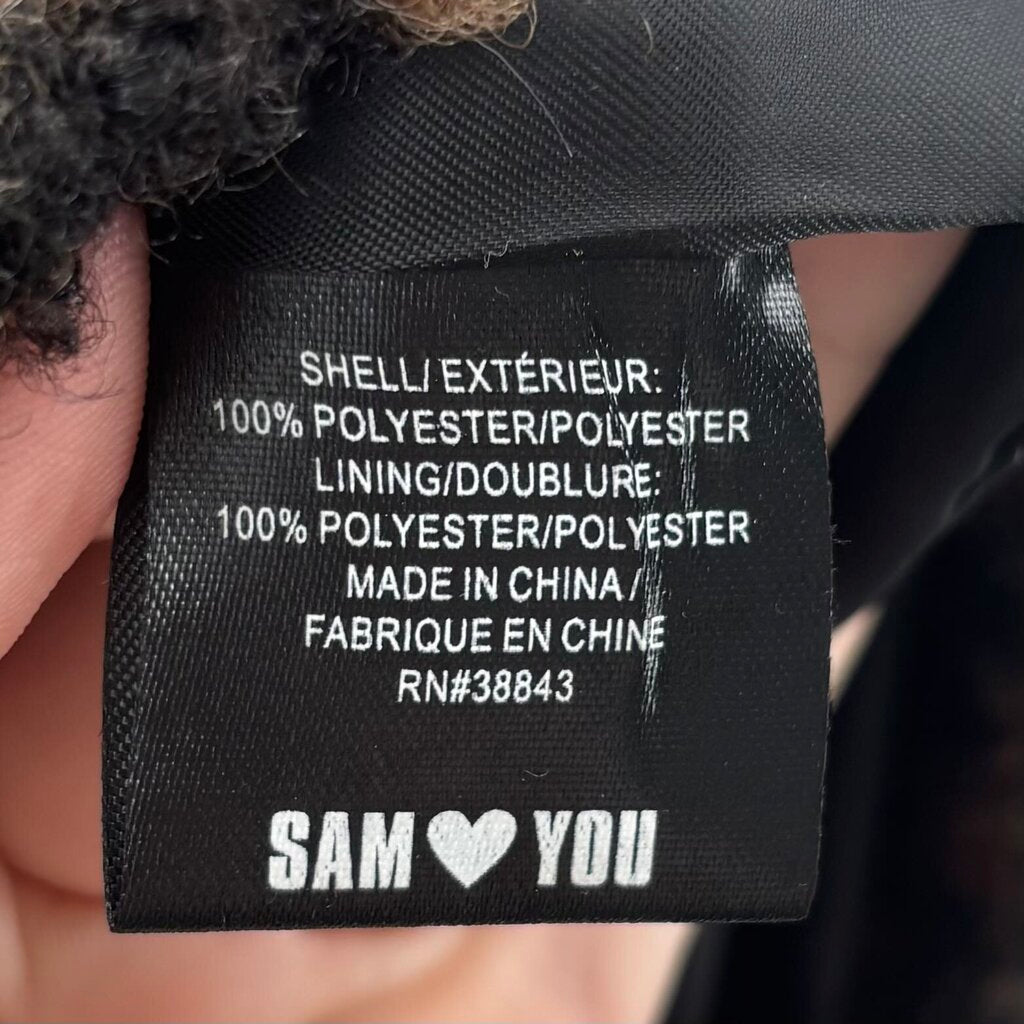 SHELL/EXTÉRIEUR:
100% POLYESTER/POLYESTER
LINING/DOUBLURE:
100% POLYESTER/POLYESTER
MADE IN CHINA/
FABRIQUE EN CHINE
RN#38843
SAM♥YOU